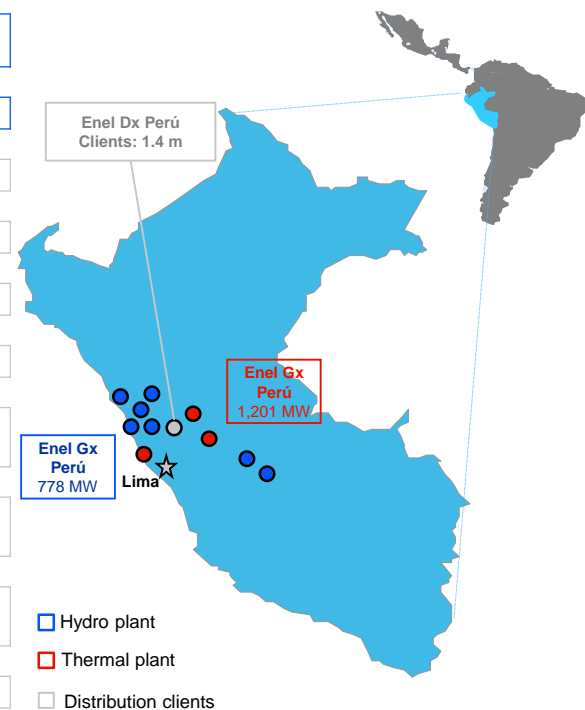 Enel Dx Perú
Clients: 1.4 m
Enel Gx
Perú
1,201 MW
Enel Gx
Perú
778 MW
Lima
Hydro plant
Thermal plant
Distribution clients